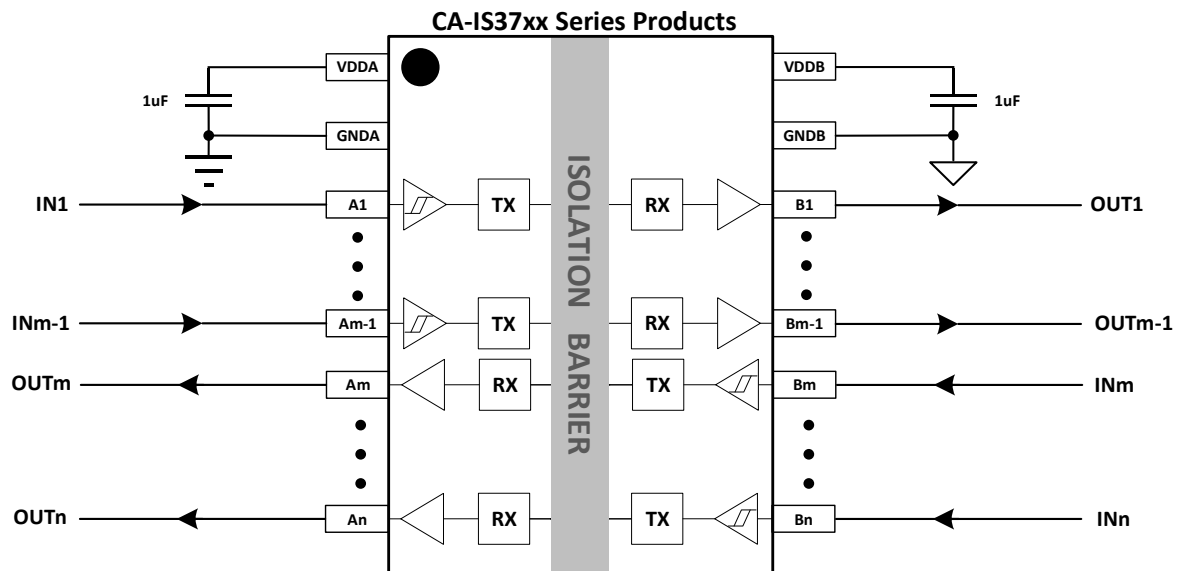 CA-IS37xx Series Products
VDDA
VDDB
1uF
1uF
GNDA
GNDB
ISOLATION BARRIER
IN1
A1
TX
RX
B1
OUT1
INm-1
Am-1
TX
RX
Bm-1
OUTm-1
OUTm
Am
RX
TX
Bm
INm
OUTn
An
RX
TX
Bn
INn